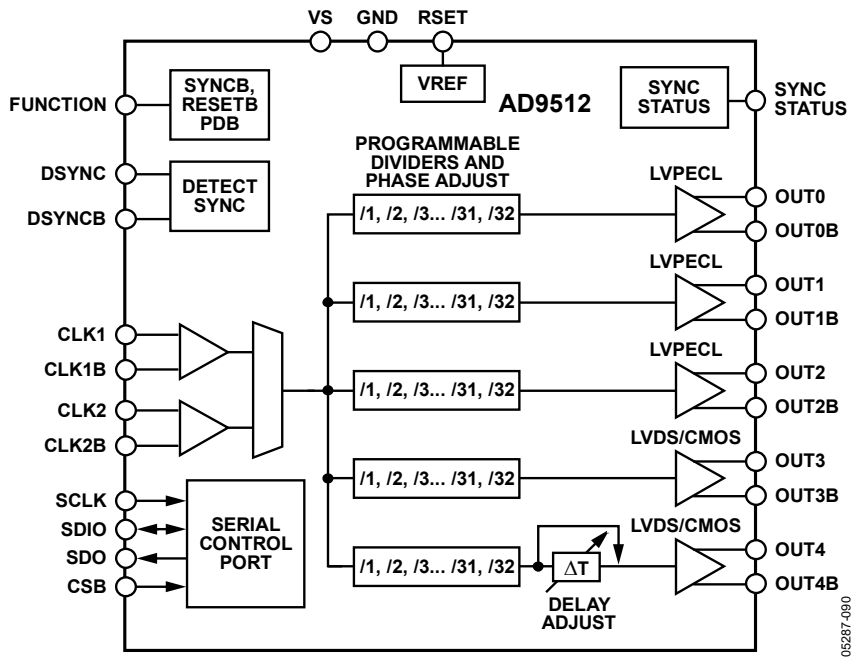 VS GND RSET
VREF
AD9512
SYNCB,
RESETB
PDB
FUNCTION
SYNC
STATUS
SYNC
STATUS
DSYNC
DSYNCB
DETECT
SYNC
PROGRAMMABLE
DIVIDERS AND
PHASE ADJUST
/1, /2, /3... /31, /32
LVPECL
OUT0
OUT0B
/1, /2, /3... /31, /32
LVPECL
OUT1
OUT1B
CLK1
CLK1B
CLK2
CLK2B
/1, /2, /3... /31, /32
LVPECL
OUT2
OUT2B
/1, /2, /3... /31, /32
LVDS/CMOS
OUT3
OUT3B
SCLK
SDIO
SDO
CSB
SERIAL
CONTROL
PORT
/1, /2, /3... /31, /32
ΔT
DELAY
ADJUST
LVDS/CMOS
OUT4
OUT4B
05287-090